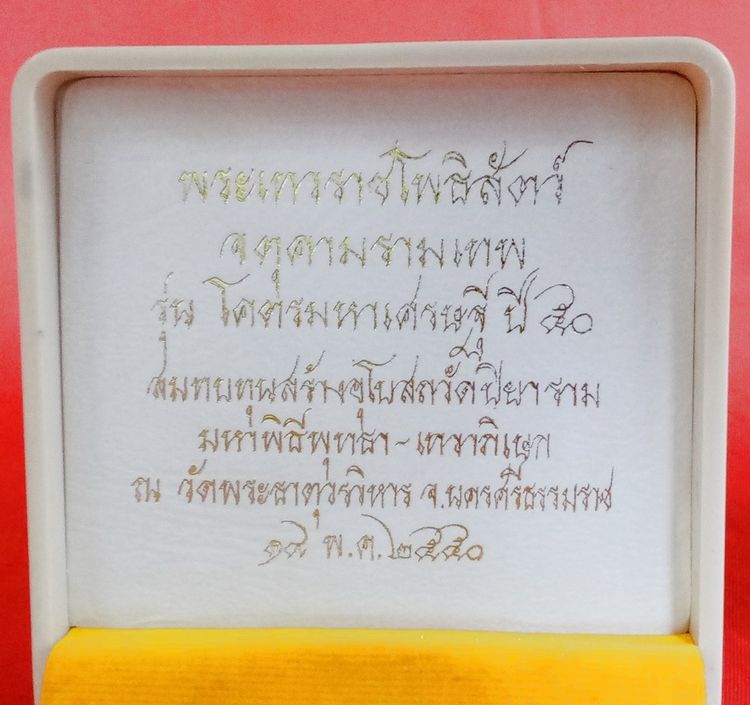 พระเทวราชโพธิสัตว์
จตุคามรามเทพ
รุ่น โคตรมหาเศรษฐี ปี ๕๐
สมทบทุนสร้างอุโบสถวัดปิยาราม
มหาพิธีพุทธา-เทวาภิเษก
ณ วัดพระธาตุวรวิหาร จ.นครศรีธรรมราช
๑๙ พ.ค. ๒๕๕๐